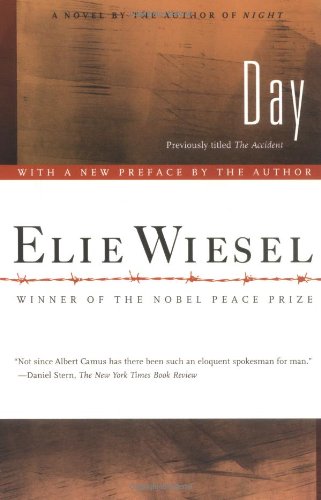 A NOVEL BY THE AUTHOR OF NIGHT
Day
Previously titled The Accident
WITH A NEW PREFACE BY THE AUTHOR
ELIE WIESEL
WINNER OF THE NOBEL PEACE PRIZE
“Not since Albert Camus has there been such an eloquent spokesman for man.”
—Daniel Stern, The New York Times Book Review